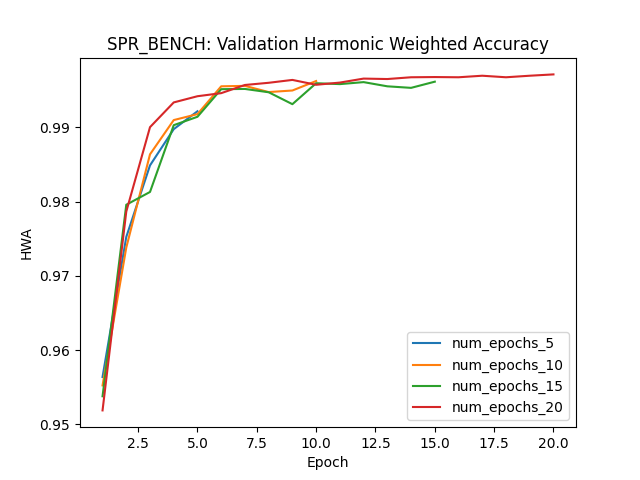 SPR_BENCH: Validation Harmonic Weighted Accuracy
HWA
0.99
0.98
0.97
0.96
0.95
2.5 5.0 7.5 10.0 12.5 15.0 17.5 20.0
Epoch
num_epochs_5
num_epochs_10
num_epochs_15
num_epochs_20